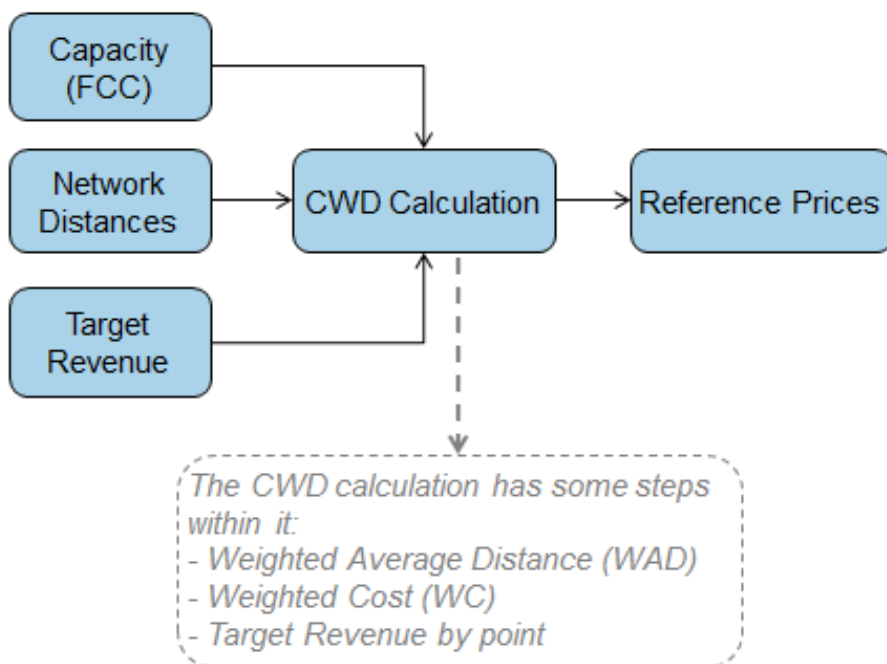 Capacity
(FCC)
Network
Distances
CWD Calculation
Reference Prices
Target
Revenue
The CWD calculation has some steps
within it:
- Weighted Average Distance (WAD)
- Weighted Cost (WC)
- Target Revenue by point